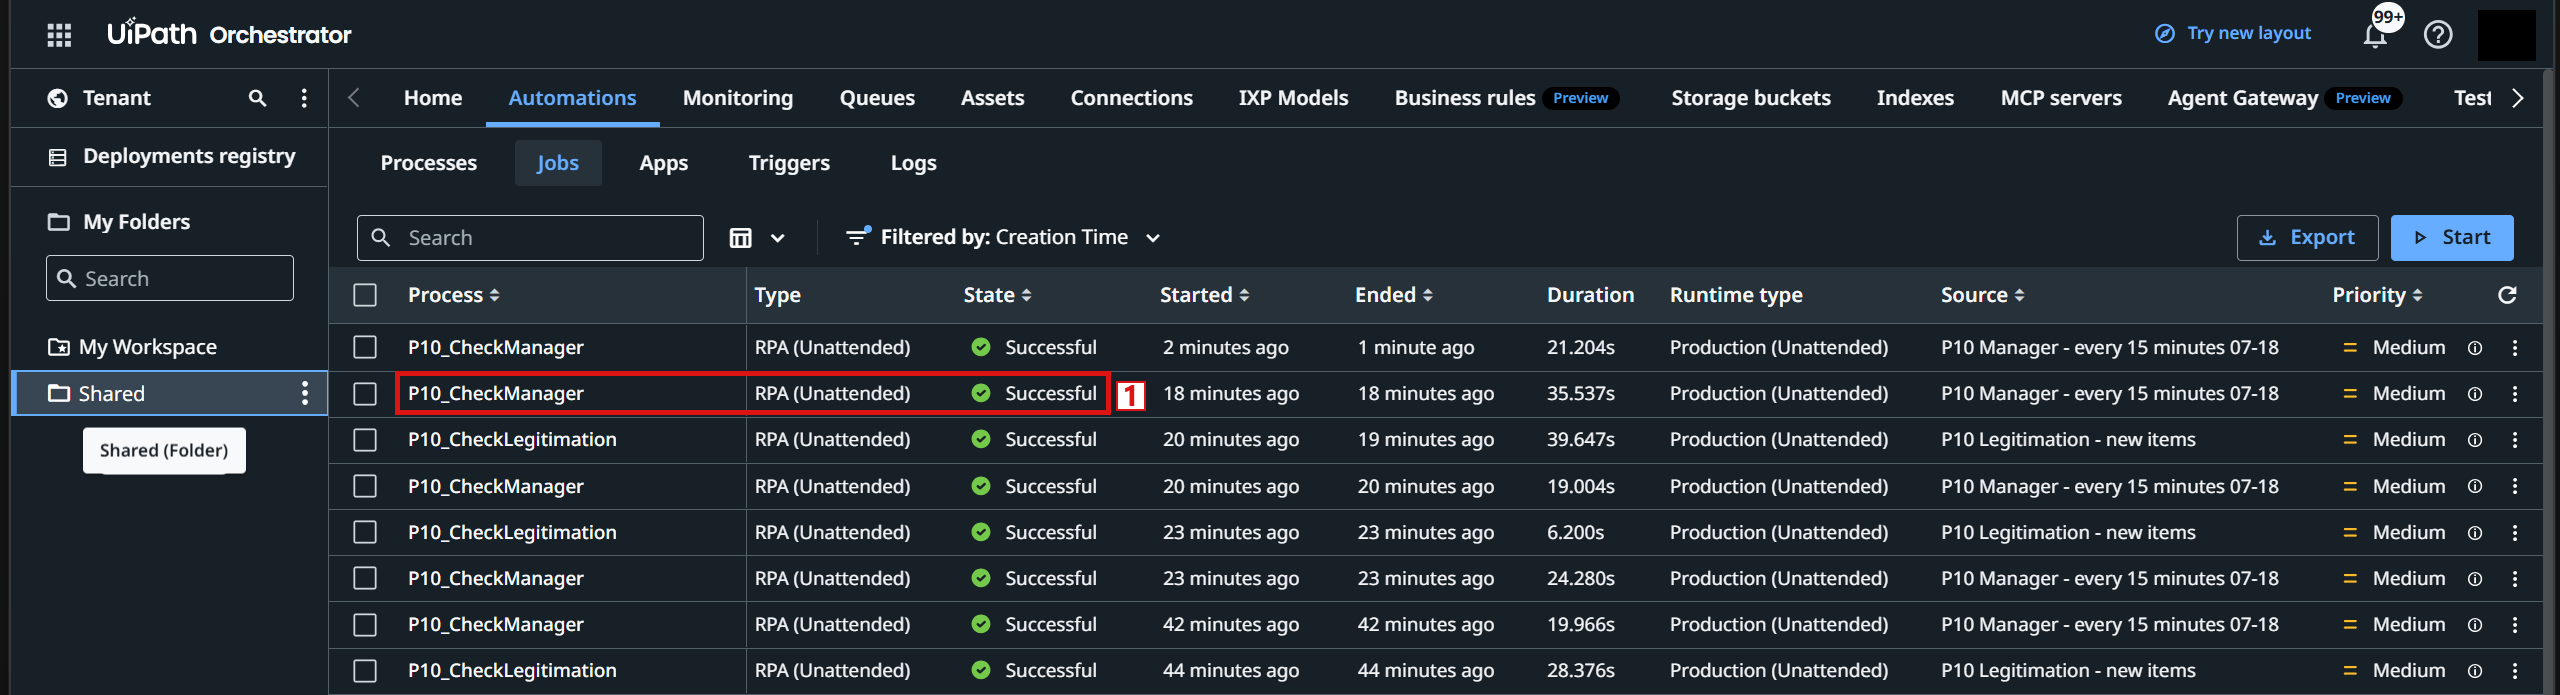 UiPath Orchestrator
Try new layout
99+
Tenant
Home Automations Monitoring Queues Assets Connections IXP Models Business rules Preview Storage buckets Indexes MCP servers Agent Gateway Preview Test
Deployments registry
Processes Jobs Apps Triggers Logs
My Folders
Search
My Workspace
Shared
Shared (Folder)
Search
Filtered by: Creation Time
Export
Start
Process Type State Started Ended Duration Runtime type Source Priority
P10_CheckManager RPA (Unattended) Successful 2 minutes ago 1 minute ago 21.204s Production (Unattended) P10 Manager - every 15 minutes 07-18 Medium
P10_CheckManager RPA (Unattended) Successful 1 18 minutes ago 18 minutes ago 35.537s Production (Unattended) P10 Manager - every 15 minutes 07-18 Medium
P10_CheckLegitimation RPA (Unattended) Successful 20 minutes ago 19 minutes ago 39.647s Production (Unattended) P10 Legitimation - new items Medium
P10_CheckManager RPA (Unattended) Successful 20 minutes ago 20 minutes ago 19.004s Production (Unattended) P10 Manager - every 15 minutes 07-18 Medium
P10_CheckLegitimation RPA (Unattended) Successful 23 minutes ago 23 minutes ago 6.200s Production (Unattended) P10 Legitimation - new items Medium
P10_CheckManager RPA (Unattended) Successful 23 minutes ago 23 minutes ago 24.280s Production (Unattended) P10 Manager - every 15 minutes 07-18 Medium
P10_CheckManager RPA (Unattended) Successful 42 minutes ago 42 minutes ago 19.966s Production (Unattended) P10 Manager - every 15 minutes 07-18 Medium
P10_CheckLegitimation RPA (Unattended) Successful 44 minutes ago 44 minutes ago 28.376s Production (Unattended) P10 Legitimation - new items Medium